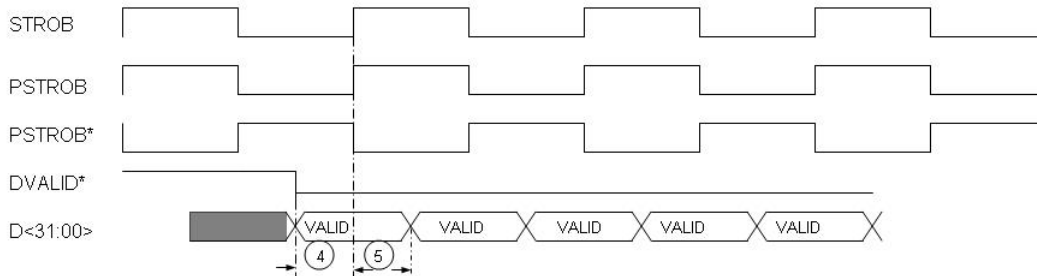 STROB
PSTROB
PSTROB*
DVALID*
D<31:00> VALID VALID VALID VALID VALID
4 5